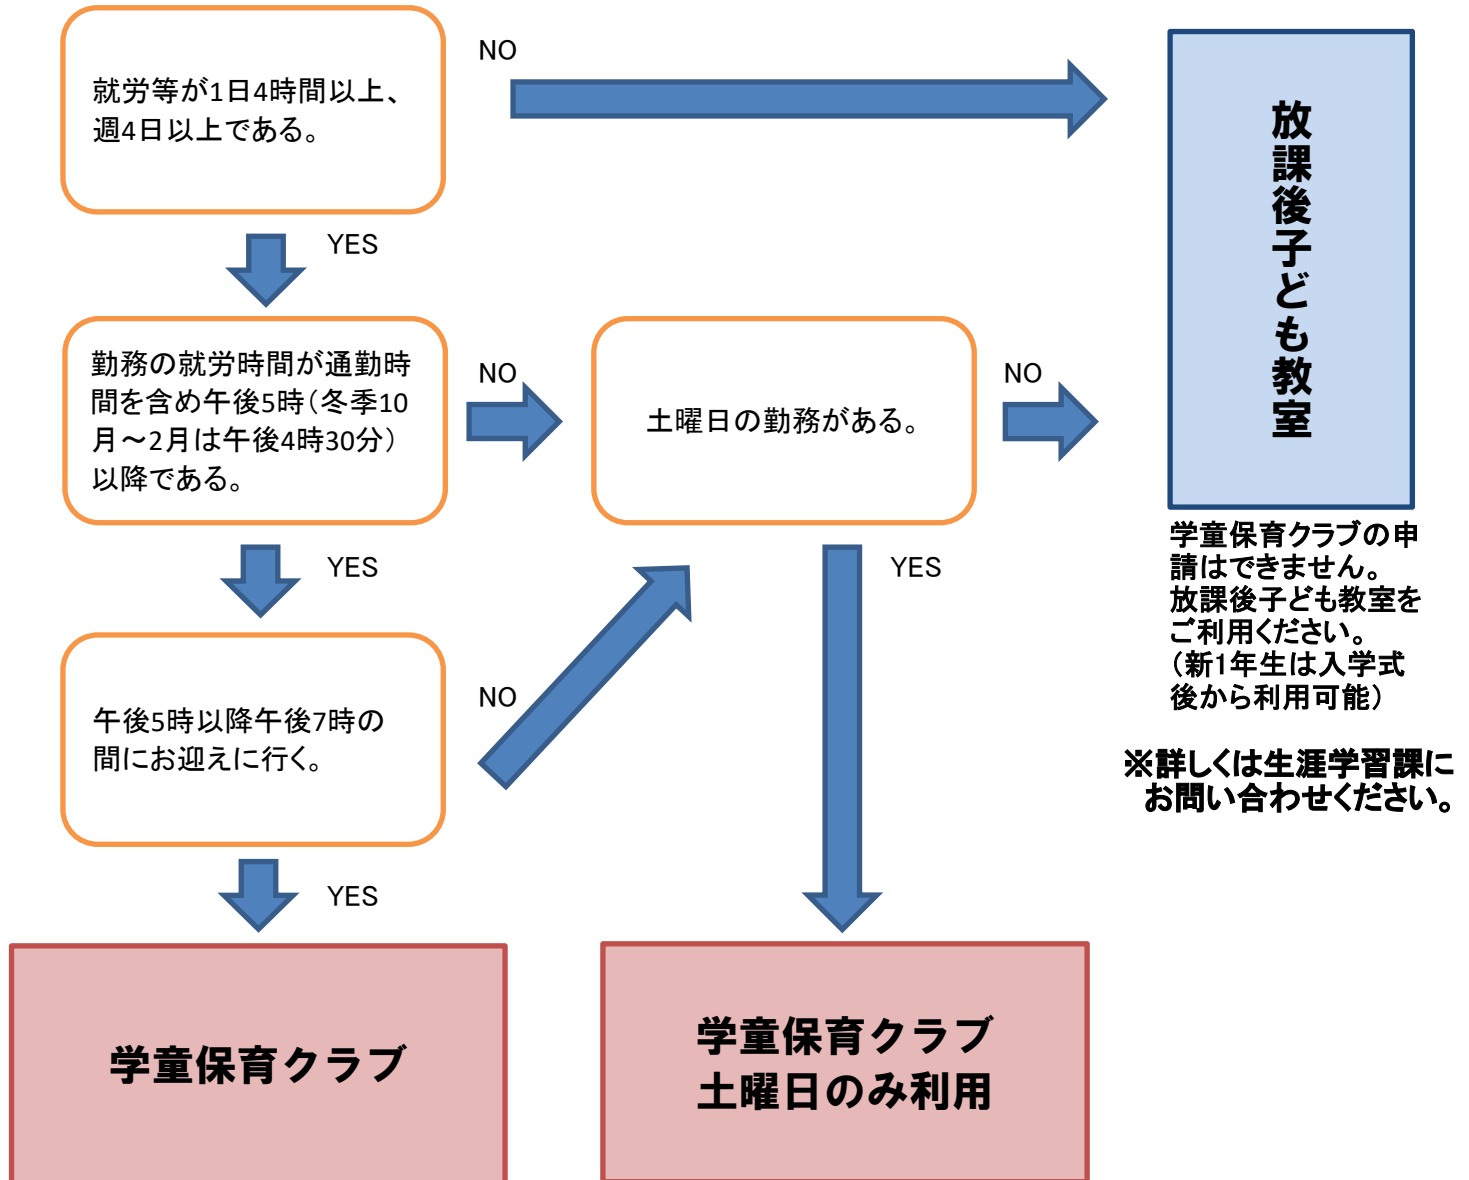 就労等が1日4時間以上、
週4日以上である。
NO
YES
放課後子ども教室
勤務の就労時間が通勤時
間を含め午後5時（冬季10
月～2月は午後4時30分）
以降である。
NO
土曜日の勤務がある。
NO
YES
YES
学童保育クラブの申
請はできません。
放課後子ども教室を
ご利用ください。
（新1年生は入学式
後から利用可能）
午後5時以降午後7時の
間にお迎えに行く。
NO
※詳しくは生涯学習課に
お問い合わせください。
YES
学童保育クラブ
学童保育クラブ
土曜日のみ利用